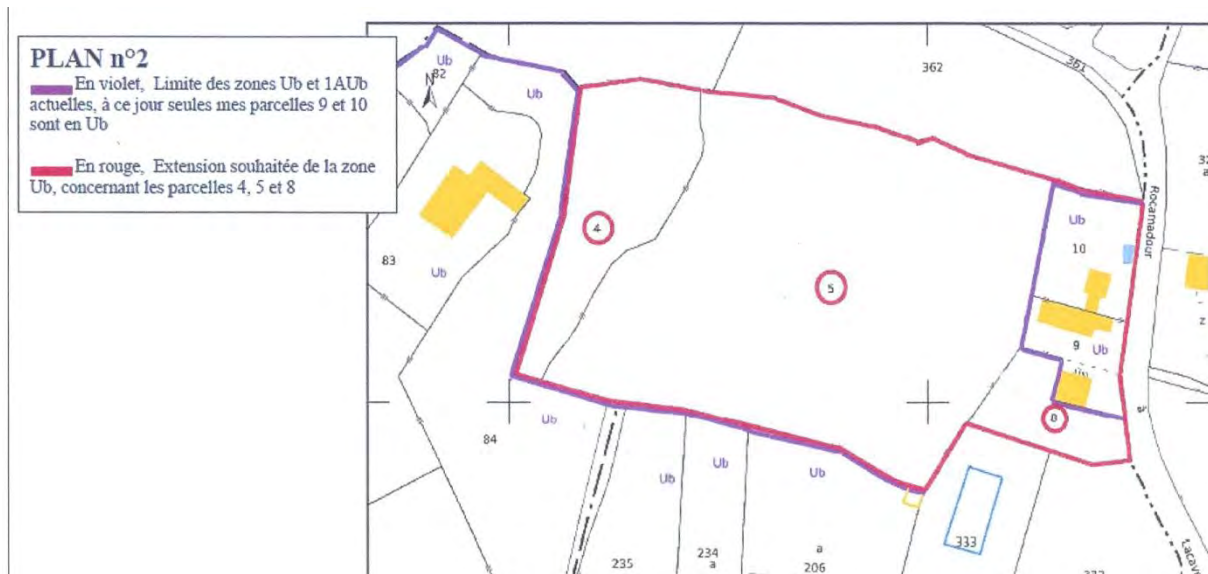 PLAN n°2
En violet, Limite des zones Ub et 1AUb
actuelles, à ce jour seules mes parcelles 9 et 10
sont en Ub
En rouge, Extension souhaitée de la zone
Ub, concernant les parcelles 4, 5 et 8
Ub
82
N
Ub
362
361
Rocamadour
Ub
10
4
83
Ub
5
z
9
Ub
8
a
Ub
84
Ub
Ub
Ub
333
235
234
a
a
206